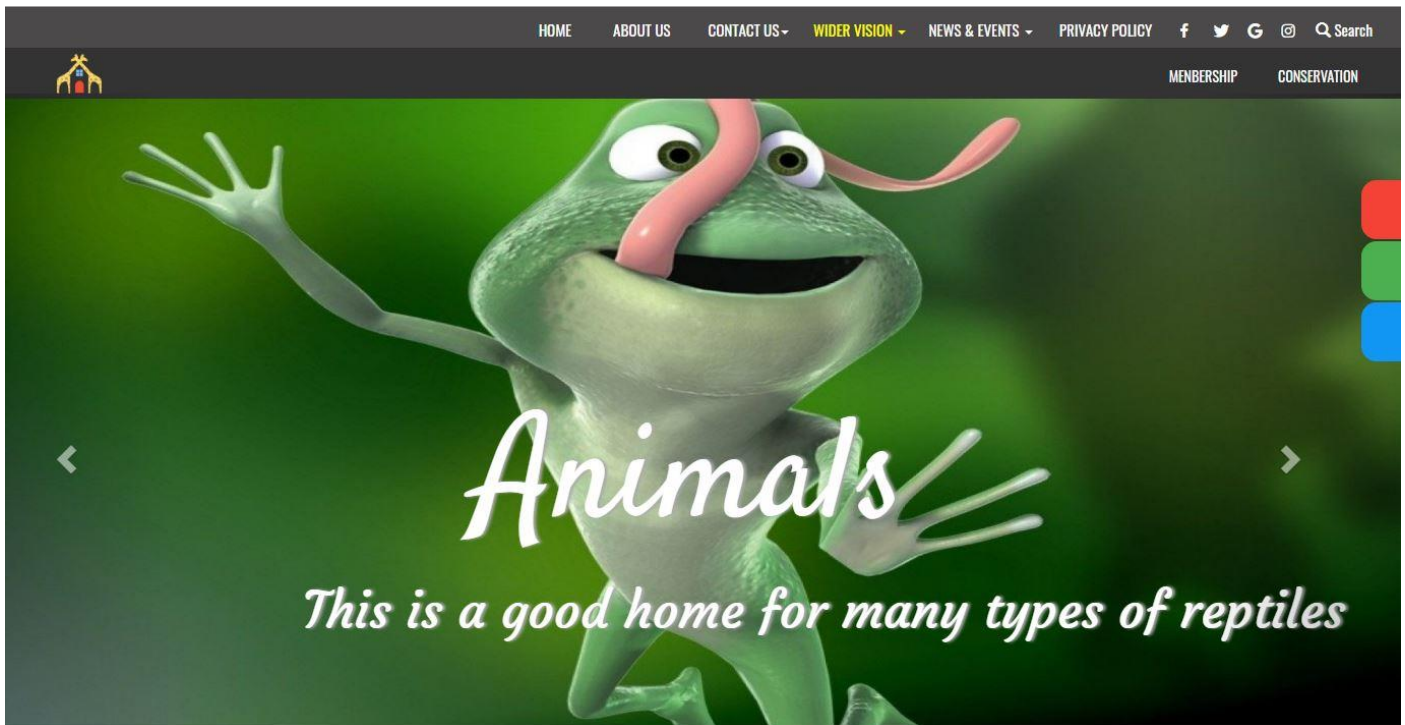 HOME ABOUT US CONTACT US WIDER VISION NEWS & EVENTS PRIVACY POLICY Search
MENBERSHIP CONSERVATION
Animals
This is a good home for many types of reptiles